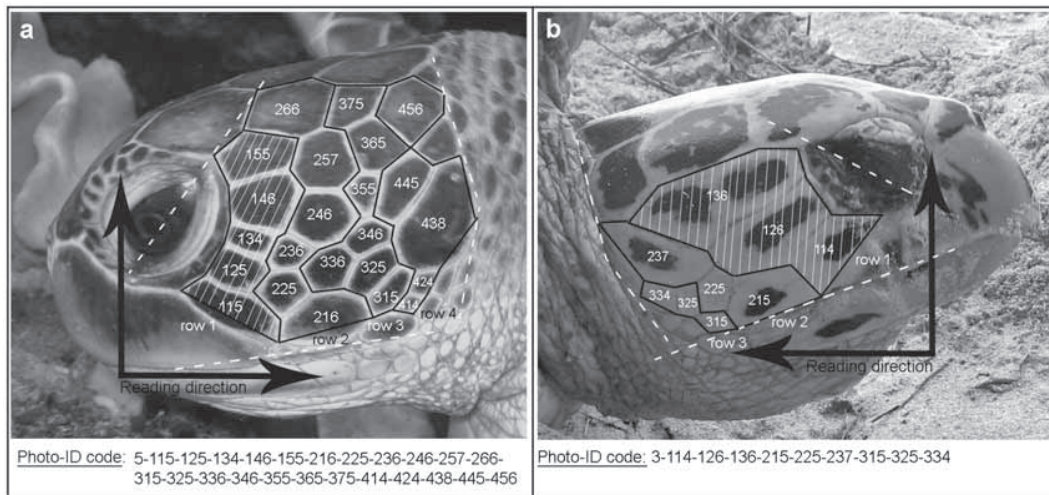 a
266
375
456
155
257
365
146
355
445
246
438
134
346
236
125
336
325
424
225
115
315
414
216
row 1
row 2
row 3
row 4
Reading direction
Photo-ID code: 5-115-125-134-146-155-216-225-236-246-257-266-
315-325-336-346-355-365-375-414-424-438-445-456
b
136
126
114
237
row 1
334
325
225
215
315
row 2
row 3
Reading direction
Photo-ID code: 3-114-126-136-215-225-237-315-325-334